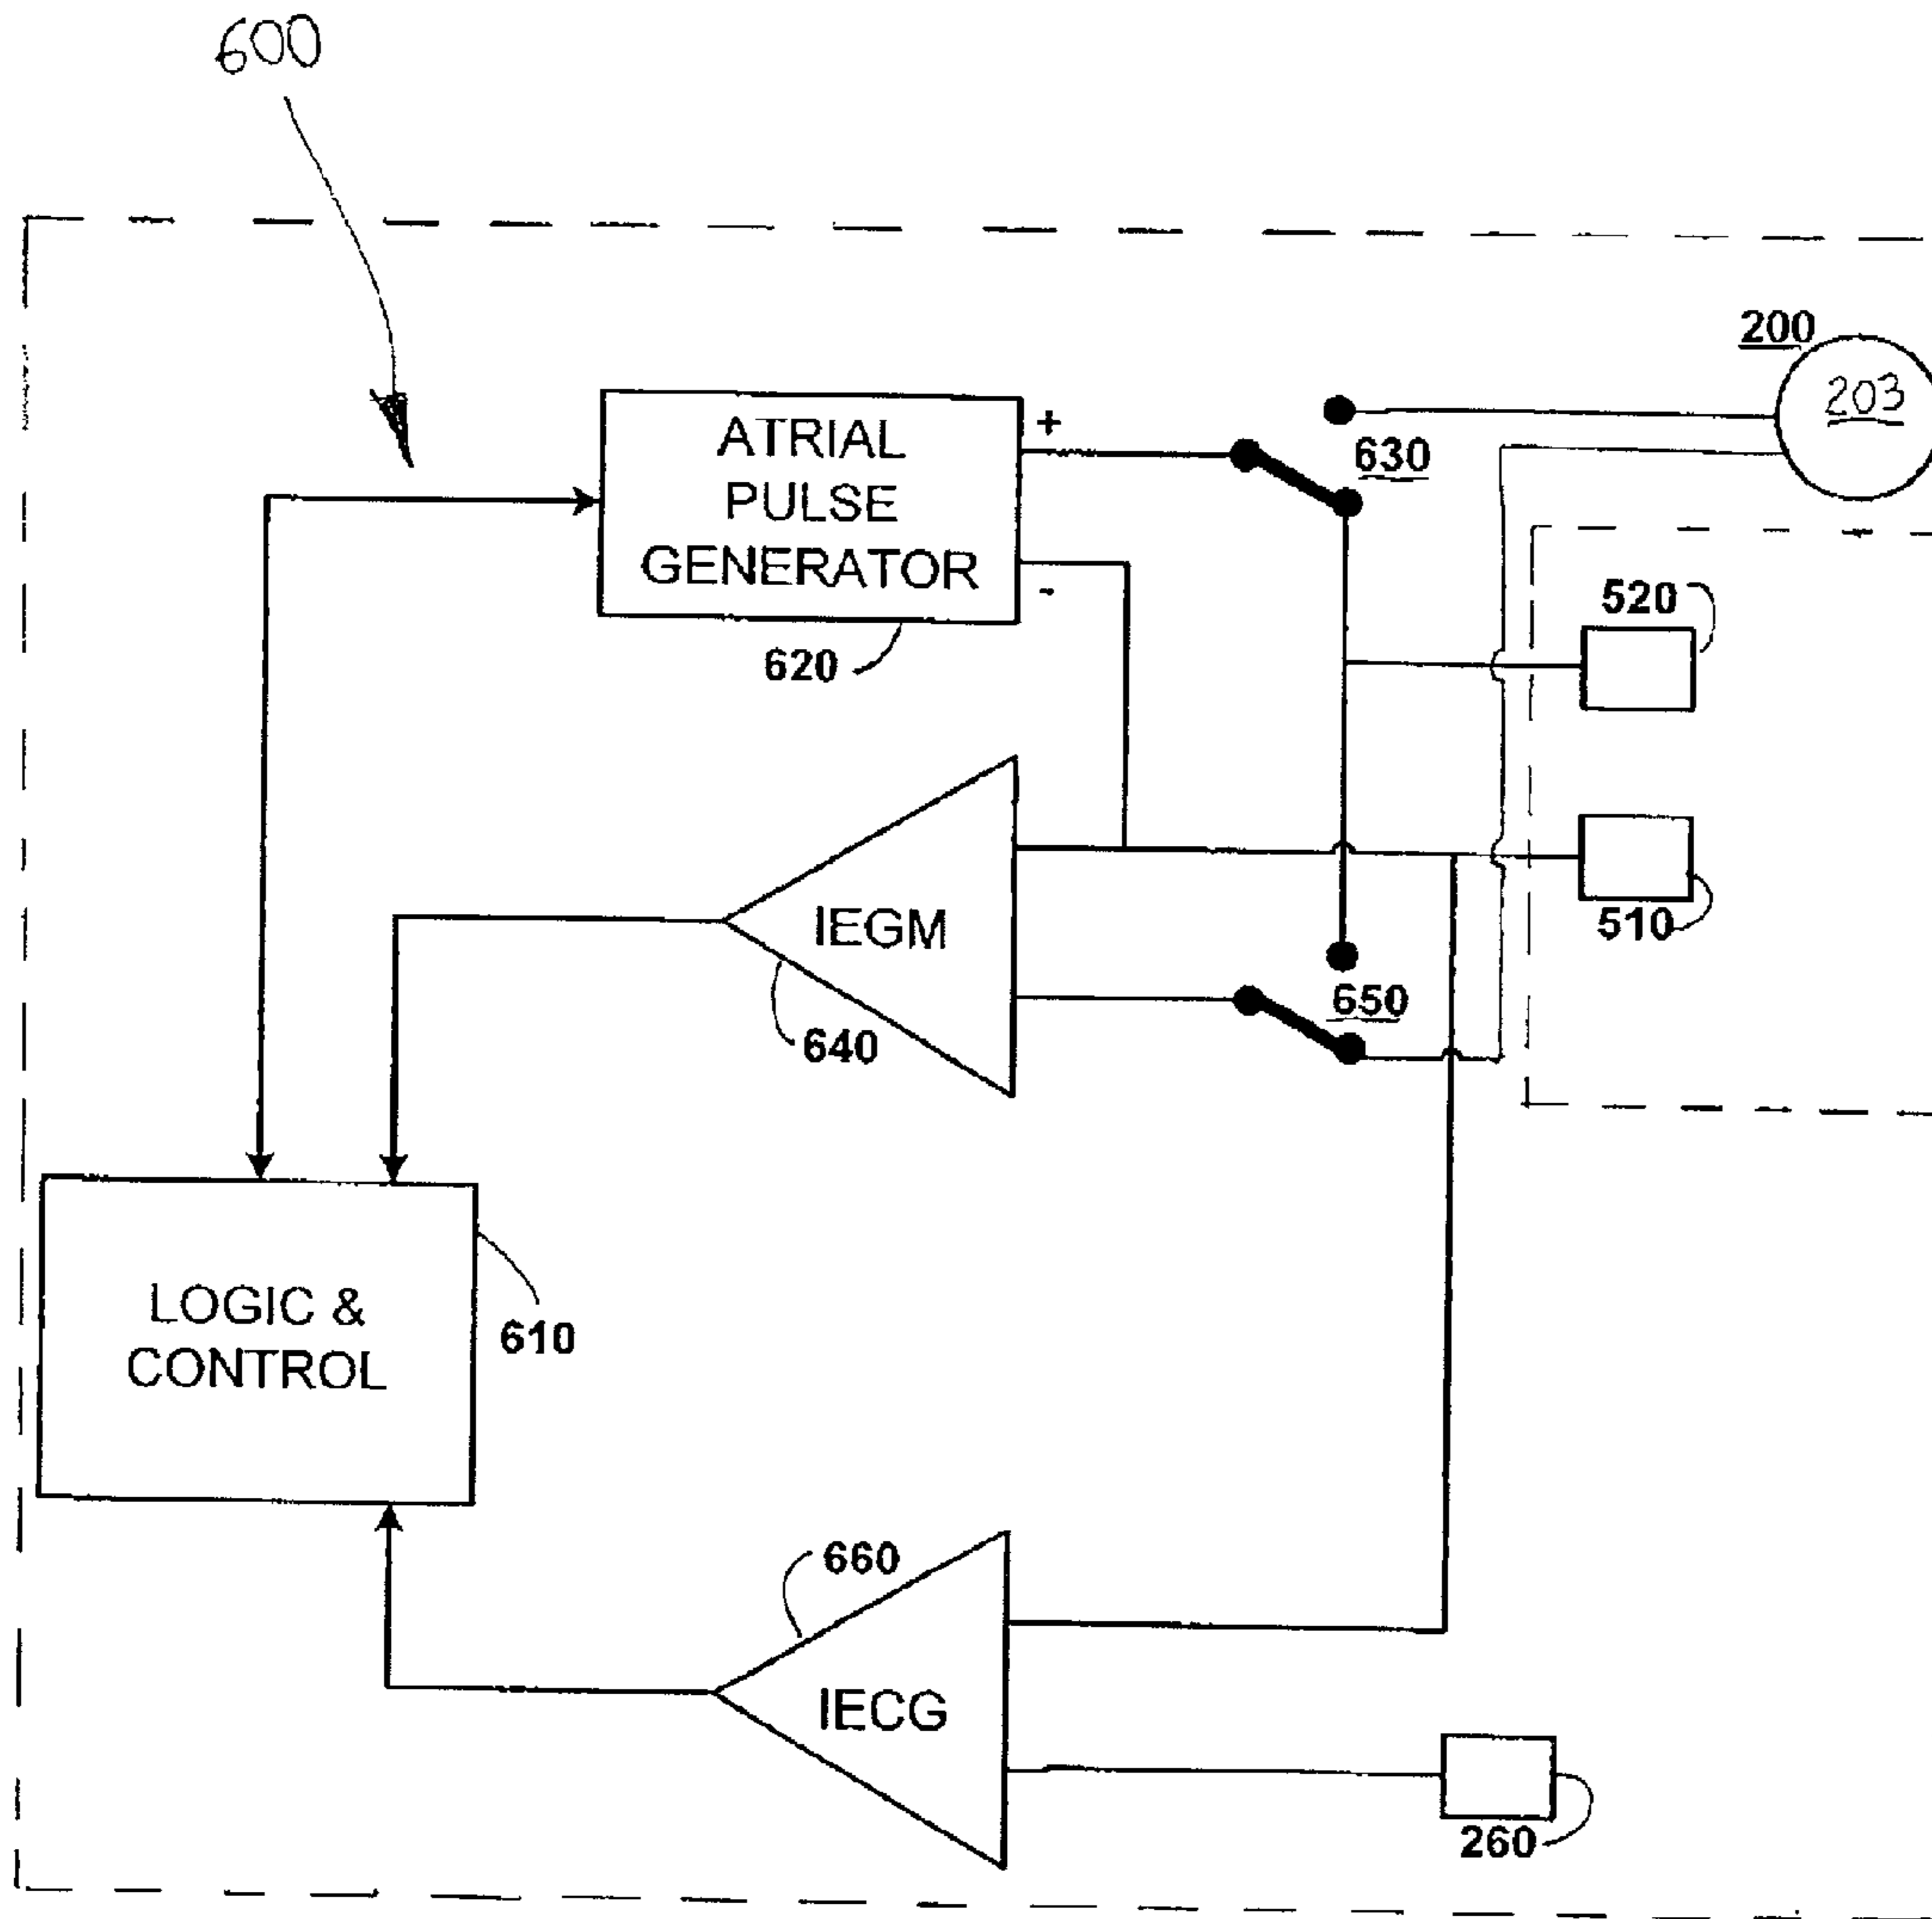 600
200
203
ATRIAL
PULSE
GENERATOR
+
-
630
620
520
510
IEGM
640
650
LOGIC &
CONTROL
610
660
IECG
260